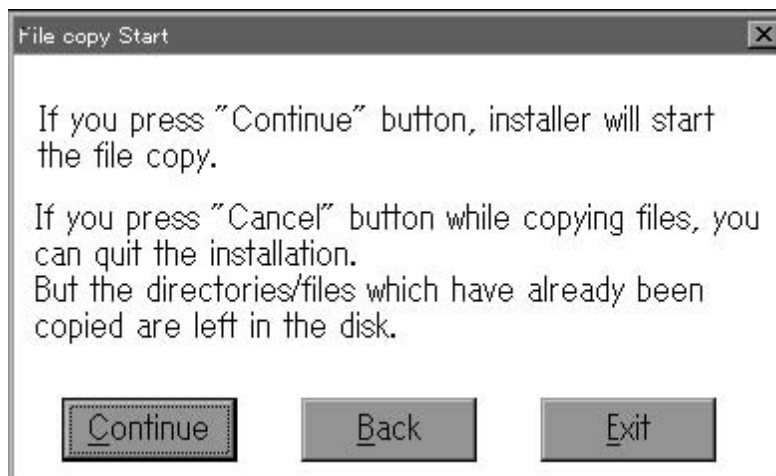 File copy Start
If you press "Continue" button, installer will start
the file copy.
If you press "Cancel" button while copying files, you
can quit the installation.
But the directories/files which have already been
copied are left in the disk.
Continue Back Exit